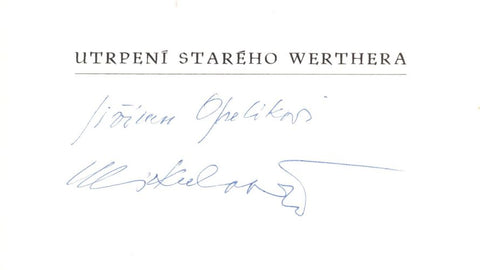 UTRPENÍ STARÉHO WERTHERA
Jiřímu Opelíkovi